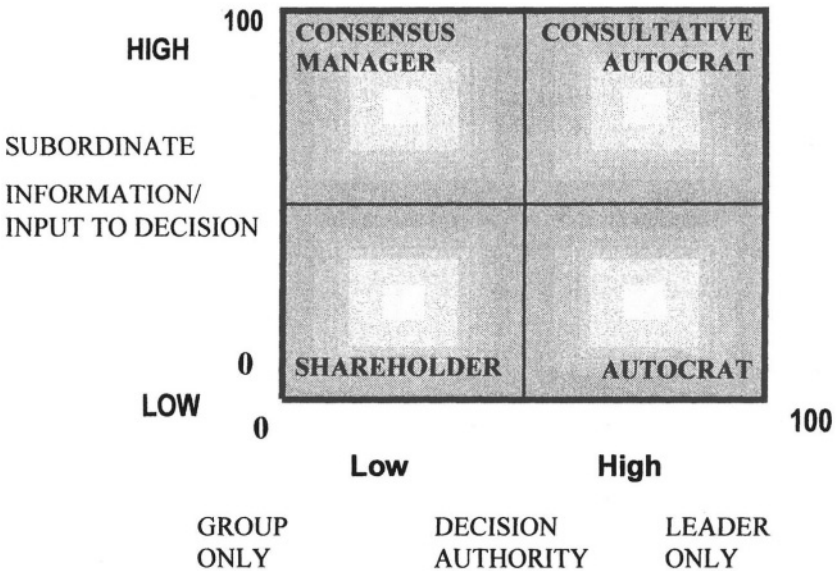 100
HIGH
CONSENSUS
MANAGER
CONSULTATIVE
AUTOCRAT
SUBORDINATE
INFORMATION/
INPUT TO DECISION
0
SHAREHOLDER
AUTOCRAT
LOW
0
100
Low
High
GROUP
ONLY
DECISION
AUTHORITY
LEADER
ONLY